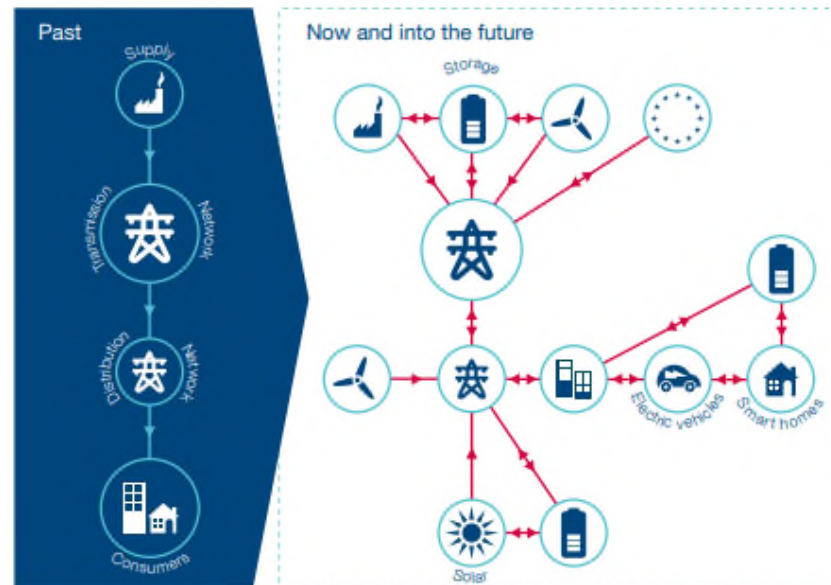 Past
Supply
Transmission
Network
Distribution
Network
Consumers
Now and into the future
Storage
Electric vehicles
Smart homes
Solar